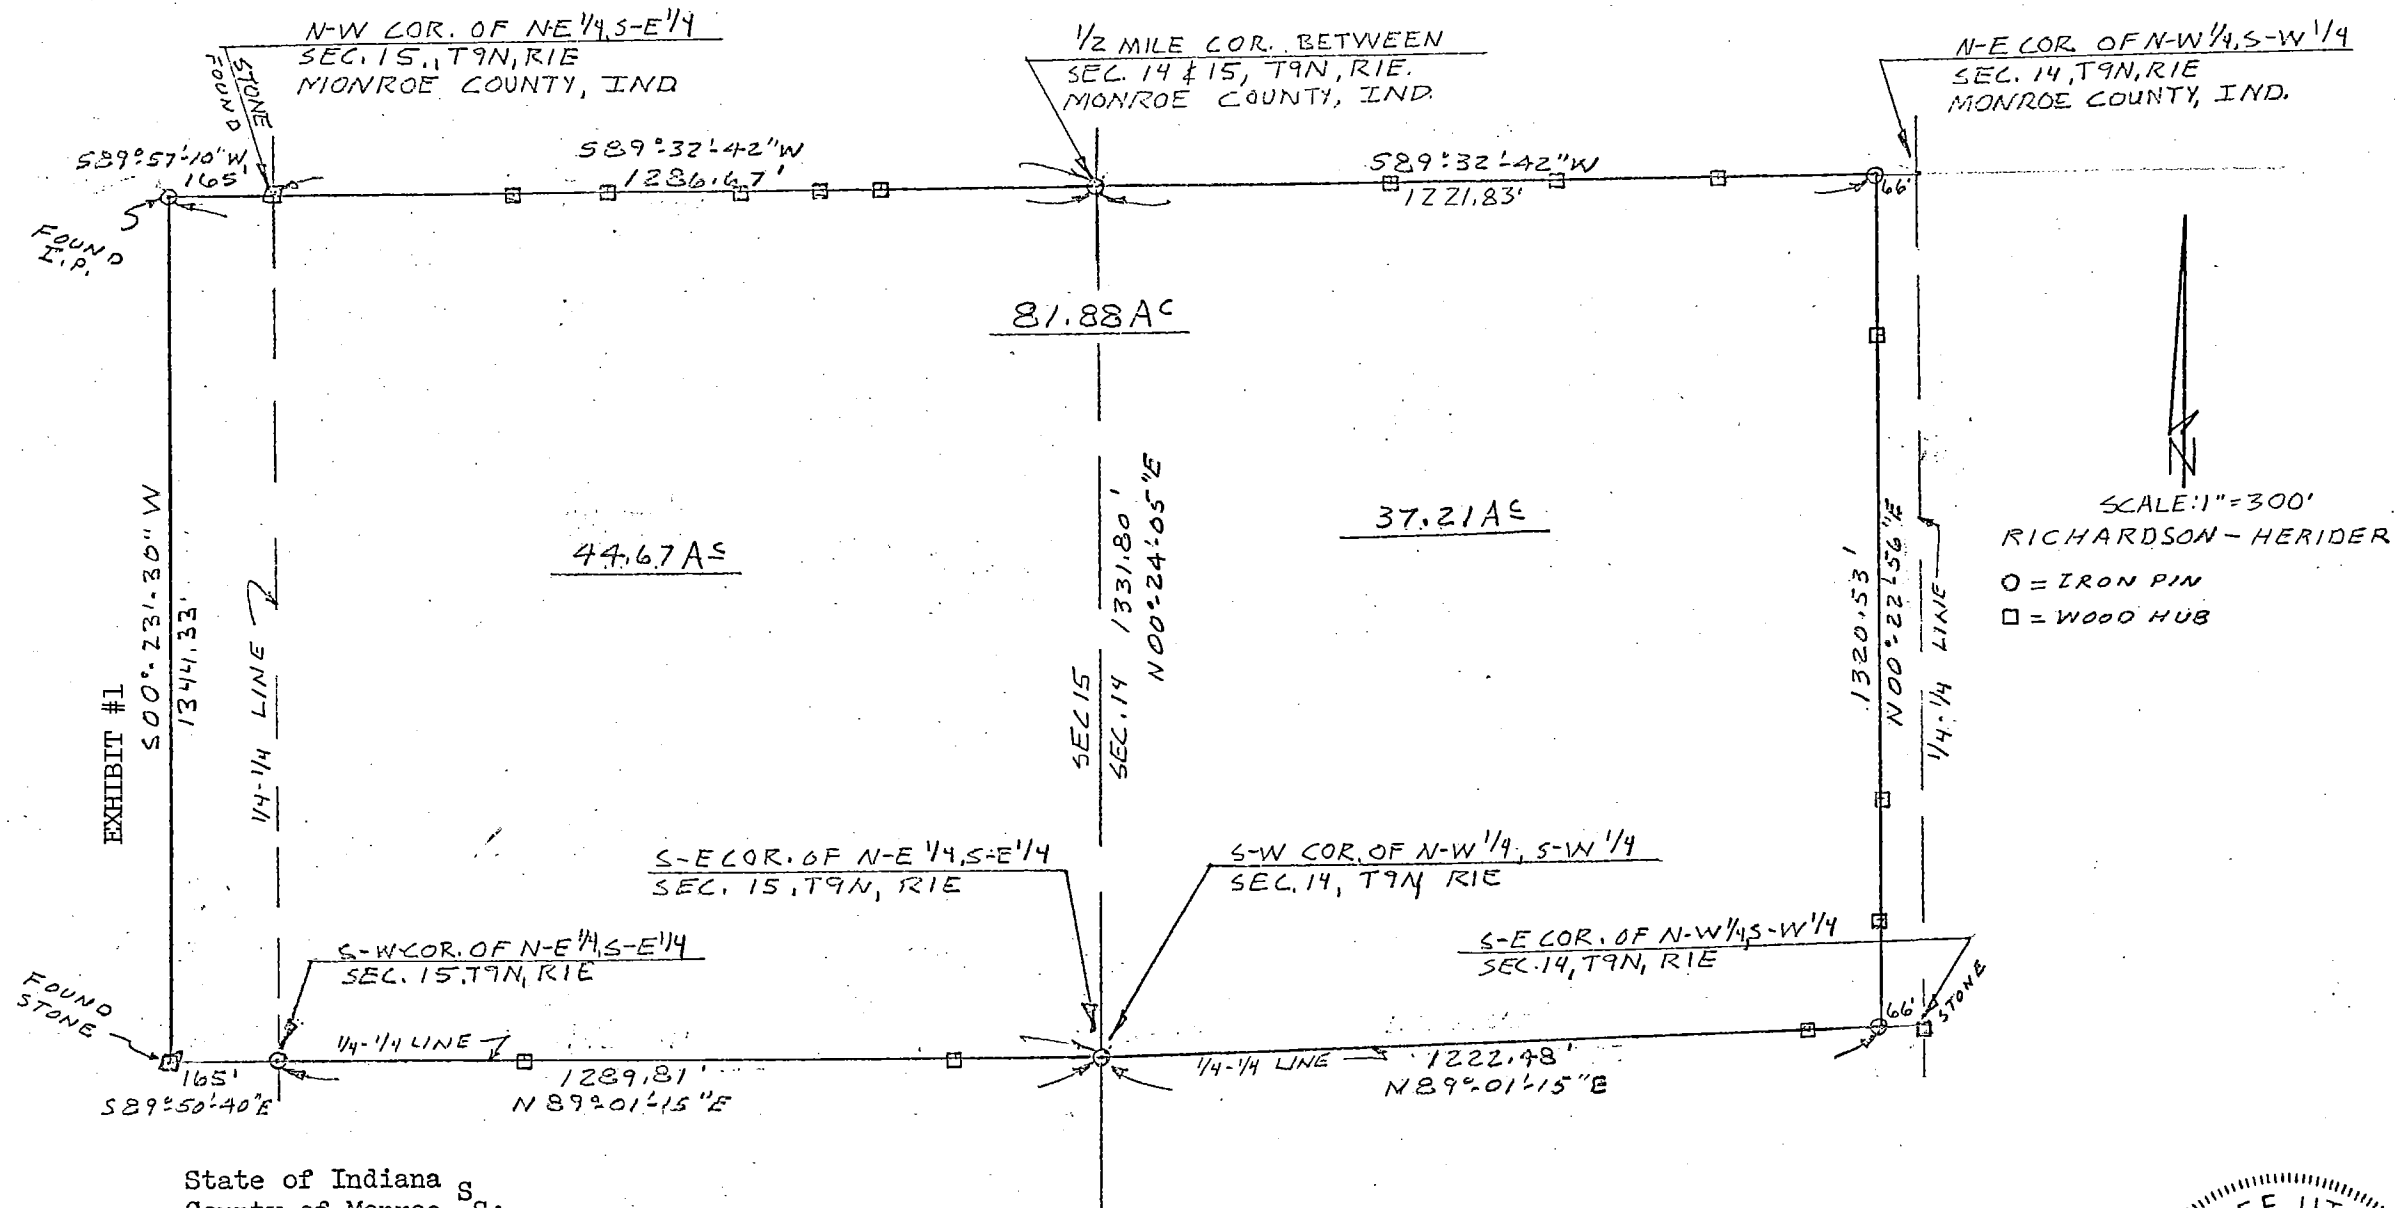 N-W COR. OF N-E 1/4, S-E 1/4
SEC. 15., T9N, R1E
MONROE COUNTY, IND
STONE
FOUND
1/2 MILE COR. BETWEEN
SEC. 14 & 15, T9N, R1E.
MONROE COUNTY, IND.
N-E COR. OF N-W 1/4, S-W 1/4
SEC. 14, T9N, R1E
MONROE COUNTY, IND.
S89°-57'-10"W
165'
S89°-32'-42"W
1286.67'
S89°-32'-42"W
1221.83'
66'
FOUND
I.P.
81.88 Ac
44.67 Ac
37.21 Ac
EXHIBIT #1
S00°-23'-30"W
1344.33'
1/4-1/4 LINE
SEC 15
SEC. 14 1331.80'
N00°-24'-05"E
1320.53'
N00°-22'-56"E
1/4-1/4 LINE
SCALE: 1"=300'
RICHARDSON - HERIDER
O = IRON PIN
□ = WOOD HUB
S-E COR. OF N-E 1/4, S-E 1/4
SEC. 15, T9N, R1E
S-W COR. OF N-W 1/4, S-W 1/4
SEC. 14, T9N, R1E
S-W COR. OF N-E 1/4, S-E 1/4
SEC. 15, T9N, R1E
S-E COR. OF N-W 1/4, S-W 1/4
SEC. 14, T9N, R1E
FOUND
STONE
66'
STONE
1/4-1/4 LINE
165'
S89°-50'-40"E
1289.81'
N89°-01'-15"E
1/4-1/4 LINE
1222.48'
N89°-01'-15"E
State of Indiana S
County of Monroe S: